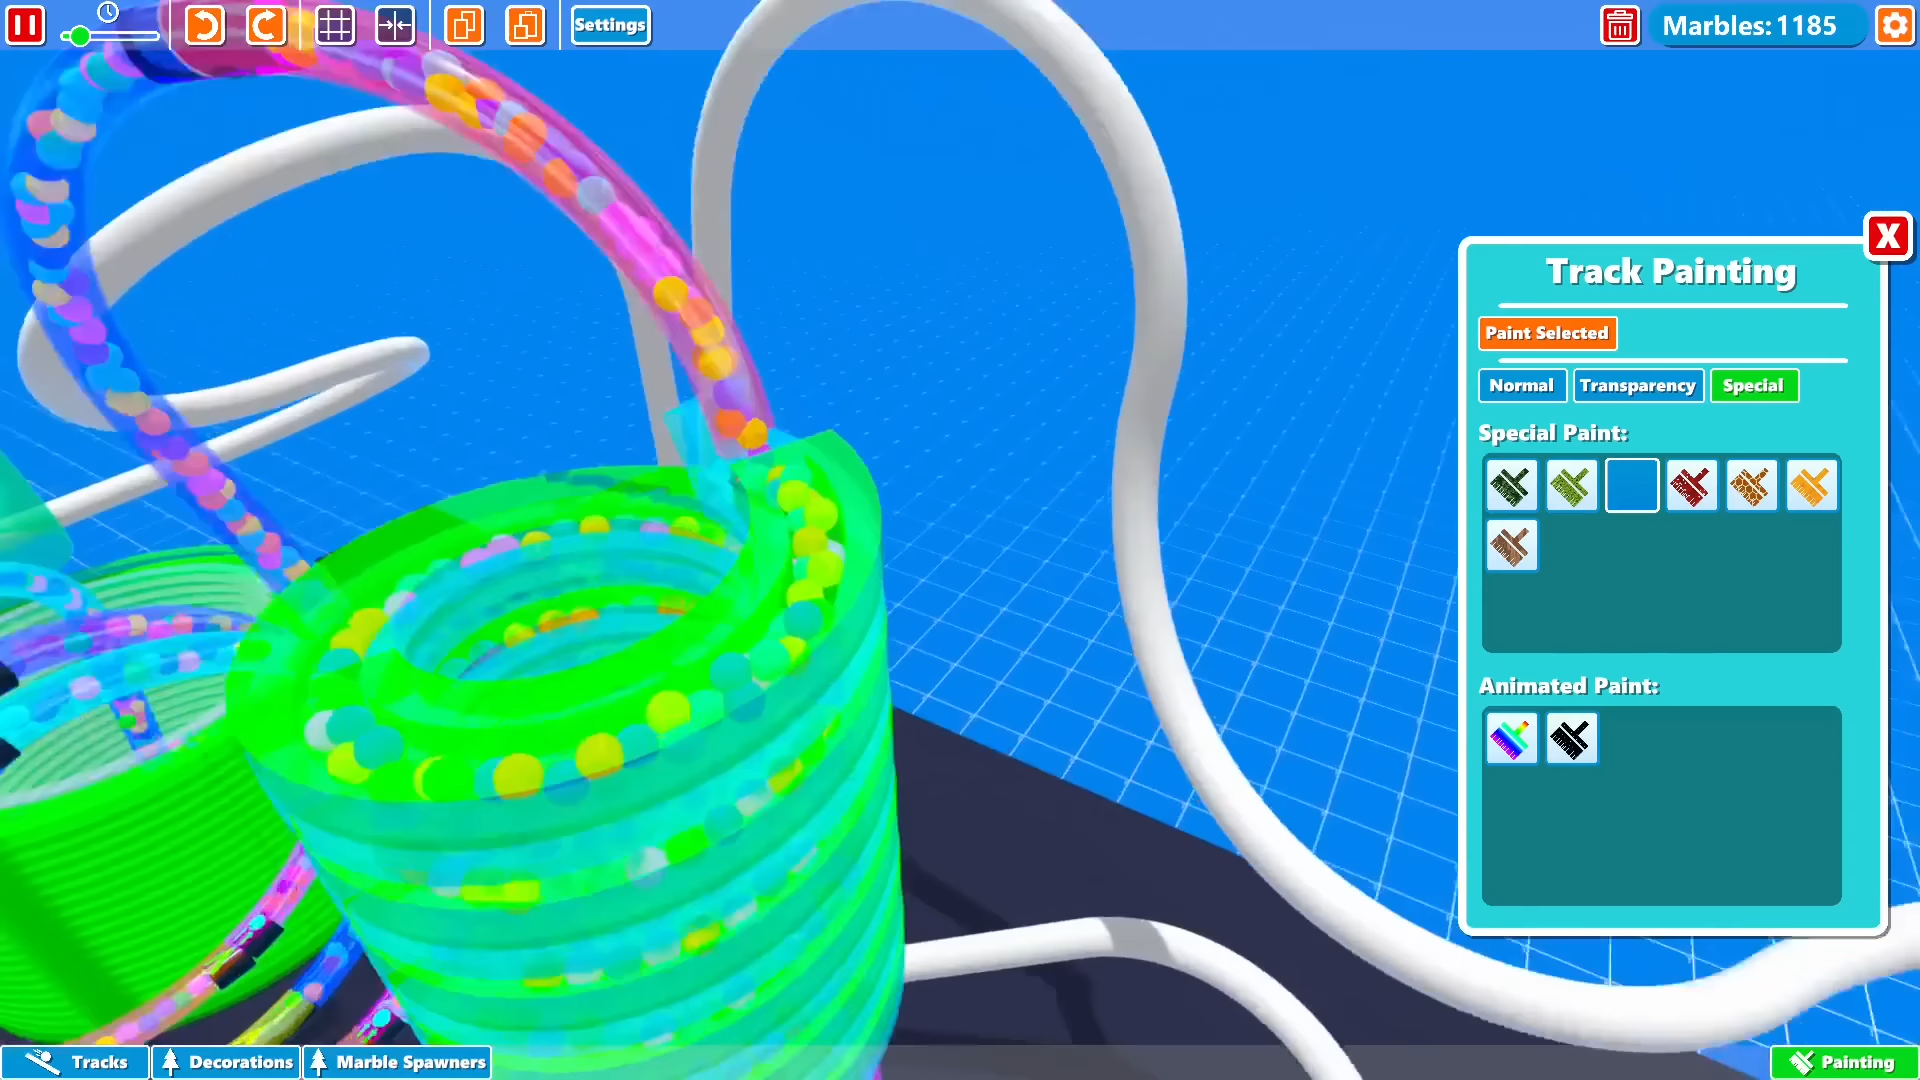 Settings
Marbles: 1185
Track Painting
Paint Selected
Normal
Transparency
Special
Special Paint:
Animated Paint:
Tracks
Decorations
Marble Spawners
Painting